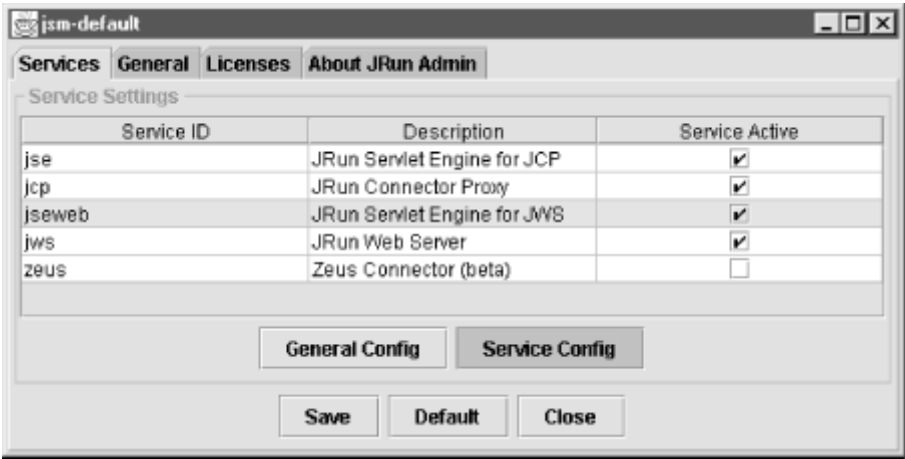 jsm-default
Services General Licenses About JRun Admin
Service Settings
Service ID Description Service Active
jse JRun Servlet Engine for JCP
jcp JRun Connector Proxy
jseweb JRun Servlet Engine for JWS
jws JRun Web Server
zeus Zeus Connector (beta)
General Config Service Config
Save Default Close